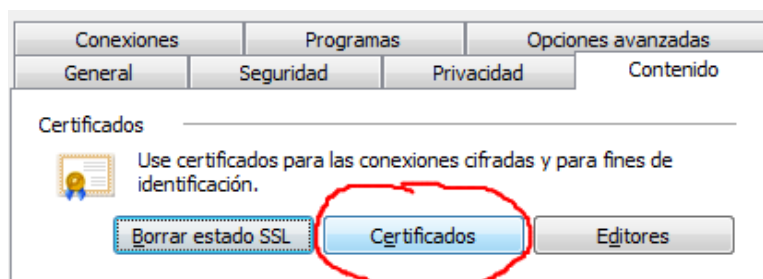 Conexiones Programas Opciones avanzadas
General Seguridad Privacidad Contenido
Certificados
Use certificados para las conexiones cifradas y para fines de
identificación.
Borrar estado SSL Certificados Editores